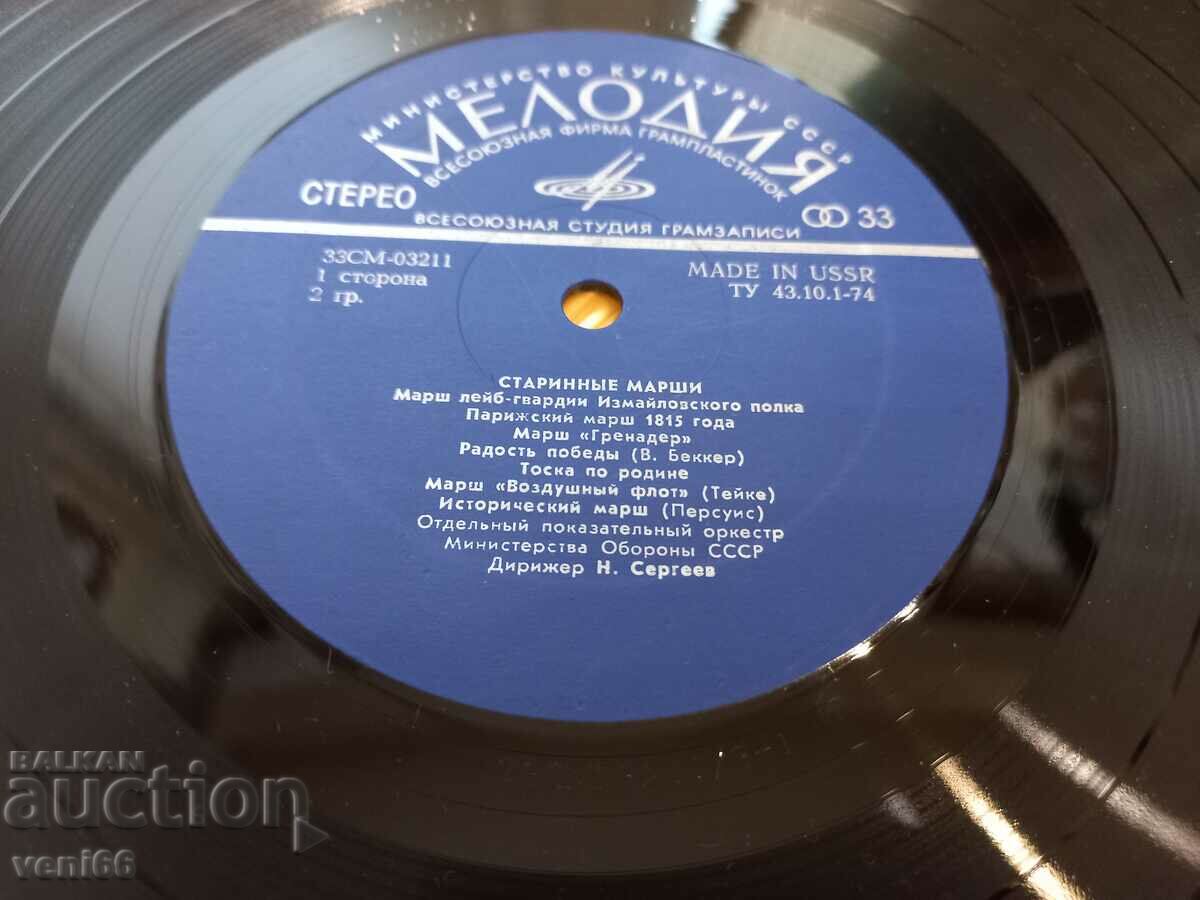 МИНИСТЕРСТВО КУЛЬТУРЫ СССР
МЕЛОДИЯ
ВСЕСОЮЗНАЯ ФИРМА ГРАМПЛАСТИНОК
СТЕРЕО
33
ВСЕСОЮЗНАЯ СТУДИЯ ГРАМЗАПИСИ
33СМ-03211
1 сторона
2 гр.
MADE IN USSR
ТУ 43.10.1-74
СТАРИННЫЕ МАРШИ
Марш лейб-гвардии Измайловского полка
Парижский марш 1815 года
Марш «Гренадер»
Радость победы (В. Беккер)
Тоска по родине
Марш «Воздушный флот» (Тейке)
Исторический марш (Персуис)
Отдельный показательный оркестр
Министерства Обороны СССР
Дирижер Н. Сергеев
BALKAN
auction
veni66